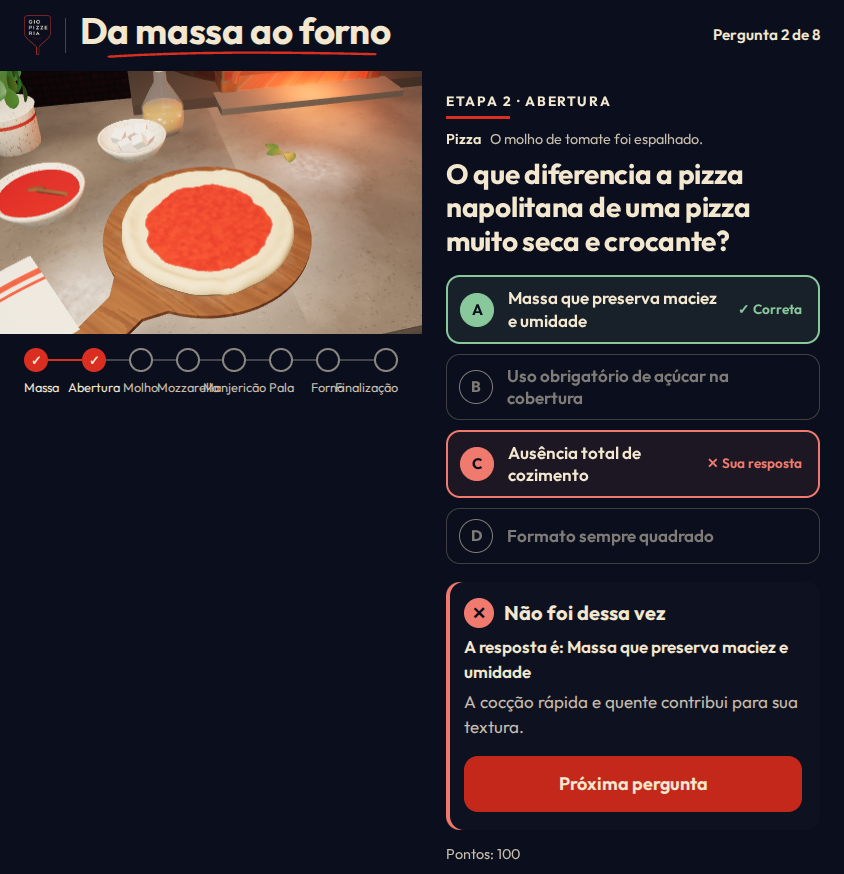 GIO
PIZZE
RIA
Da massa ao forno
Pergunta 2 de 8
ETAPA 2 · ABERTURA
Pizza O molho de tomate foi espalhado.
O que diferencia a pizza
napolitana de uma pizza
muito seca e crocante?
A Massa que preserva maciez
e umidade
✓ Correta
B Uso obrigatório de açúcar na
cobertura
C Ausência total de
cozimento
✕ Sua resposta
D Formato sempre quadrado
✕ Não foi dessa vez
A resposta é: Massa que preserva maciez e
umidade
A cocção rápida e quente contribui para sua
textura.
Próxima pergunta
Pontos: 100
✓ ✓
Massa Abertura Molho Mozzarella Manjericão Pala Forno Finalização